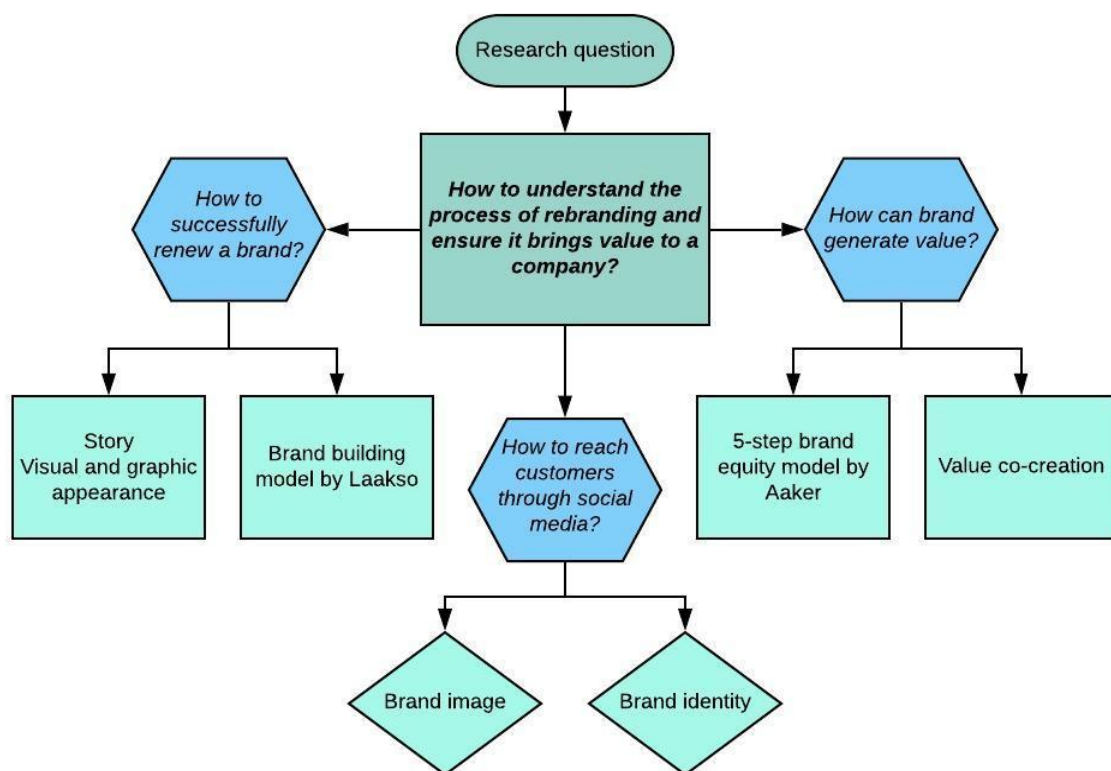 Research question
How to understand the
process of rebranding and
ensure it brings value to a
company?
How to
successfully
renew a brand?
How can brand
generate value?
Story
Visual and graphic
appearance
Brand building
model by Laakso
How to reach
customers
through social
media?
5-step brand
equity model by
Aaker
Value co-creation
Brand image
Brand identity